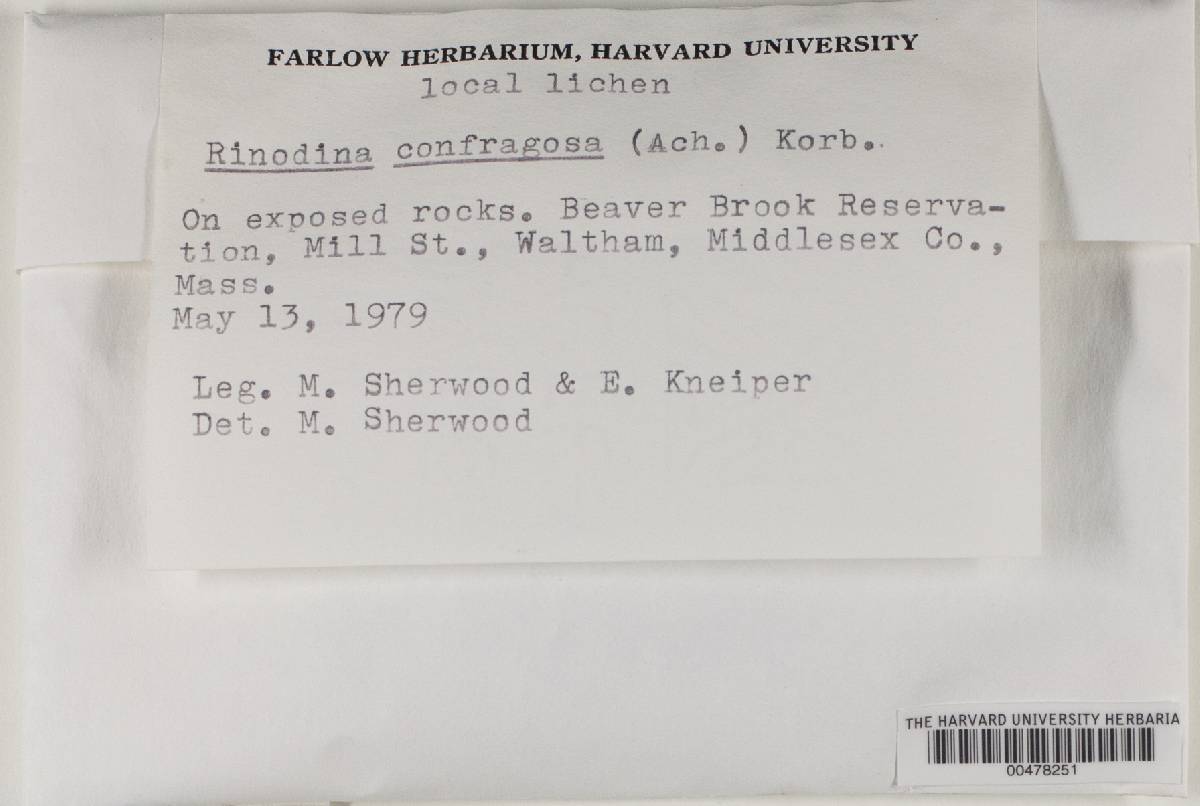 FARLOW HERBARIUM, HARVARD UNIVERSITY
local lichen
Rinodina confragosa (Ach.) Korb.
On exposed rocks. Beaver Brook Reserva-
tion, Mill St., Waltham, Middlesex Co.,
Mass.
May 13, 1979
Leg. M. Sherwood & E. Kneiper
Det. M. Sherwood
THE HARVARD UNIVERSITY HERBARIA
00478251